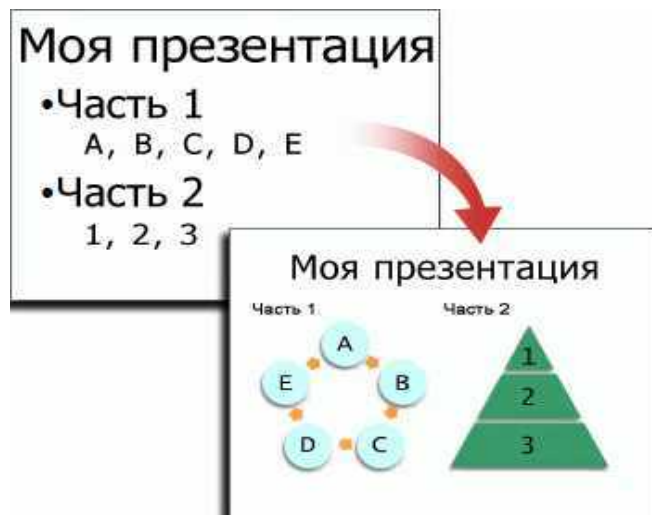 Моя презентация
•Часть 1
A, B, C, D, E
•Часть 2
1, 2, 3
Моя презентация
Часть 1
Часть 2
A
B
C
D
E
1
2
3